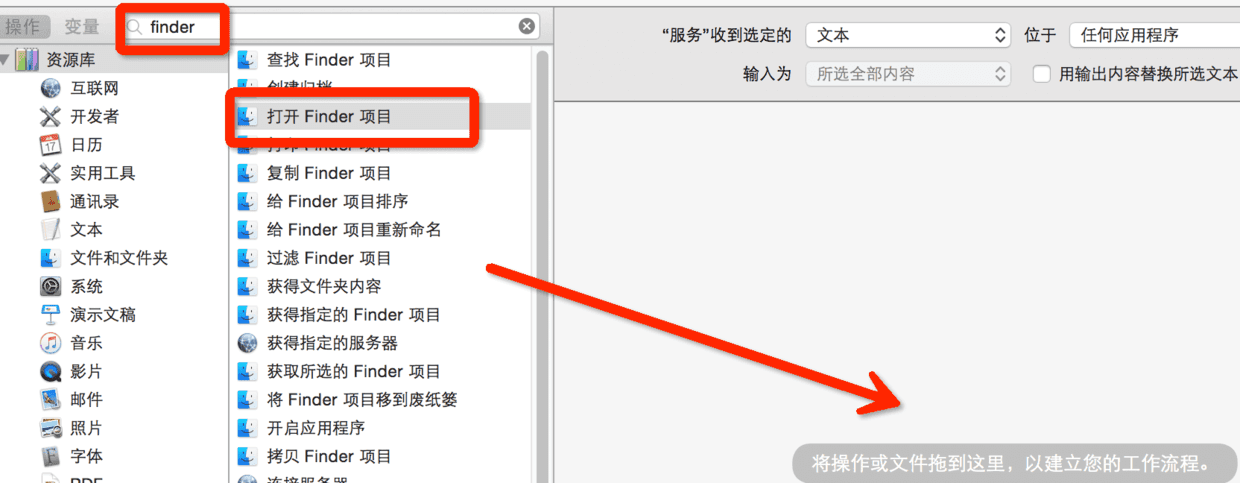 操作
变量
finder
资源库
互联网
开发者
日历
实用工具
通讯录
文本
文件和文件夹
系统
演示文稿
音乐
影片
邮件
照片
字体
PDF
查找 Finder 项目
创建归档
打开 Finder 项目
打印 Finder 项目
复制 Finder 项目
给 Finder 项目排序
给 Finder 项目重新命名
过滤 Finder 项目
获得文件夹内容
获得指定的 Finder 项目
获得指定的服务器
获取所选的 Finder 项目
将 Finder 项目移到废纸篓
开启应用程序
拷贝 Finder 项目
连接服务器
“服务”收到选定的 文本 位于 任何应用程序
输入为 所选全部内容 用输出内容替换所选文本
将操作或文件拖到这里，以建立您的工作流程。